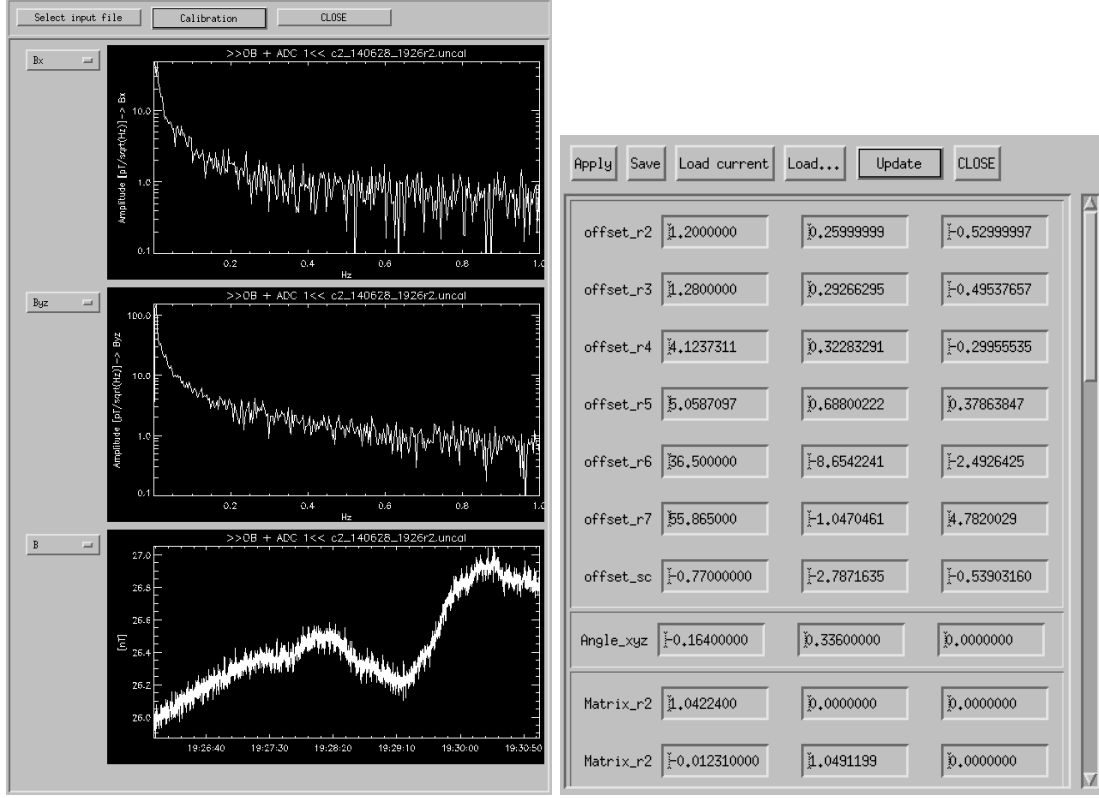 Select input file Calibration CLOSE
Bx
>>OB + ADC 1<< c2_140628_1926r2.uncal
Amplitude [pT/sqrt(Hz)]-> Bx
10.0
1.0
0.1
0.2 0.4 0.6 0.8 1.0
Hz
Byz
>>OB + ADC 1<< c2_140628_1926r2.uncal
Amplitude [pT/sqrt(Hz)]-> Byz
100.0
10.0
1.0
0.1
0.2 0.4 0.6 0.8 1.0
Hz
B
>>OB + ADC 1<< c2_140628_1926r2.uncal
[nT]
27.0
26.8
26.6
26.4
26.2
26.0
19:26:40 19:27:30 19:28:20 19:29:10 19:30:00 19:30:50
Apply Save Load current Load... Update CLOSE
offset_r2 1.2000000 0.25999999 -0.52999997
offset_r3 1.2800000 0.29266295 -0.49537657
offset_r4 4.1237311 0.32283291 -0.29955535
offset_r5 5.0587097 0.68800222 0.37863847
offset_r6 36.500000 -8.6542241 -2.4926425
offset_r7 55.865000 -1.0470461 4.7820029
offset_sc -0.77000000 -2.7871635 -0.53903160
Angle_xyz -0.16400000 0.33600000 0.0000000
Matrix_r2 1.0422400 0.0000000 0.0000000
Matrix_r2 -0.012310000 1.0491199 0.0000000